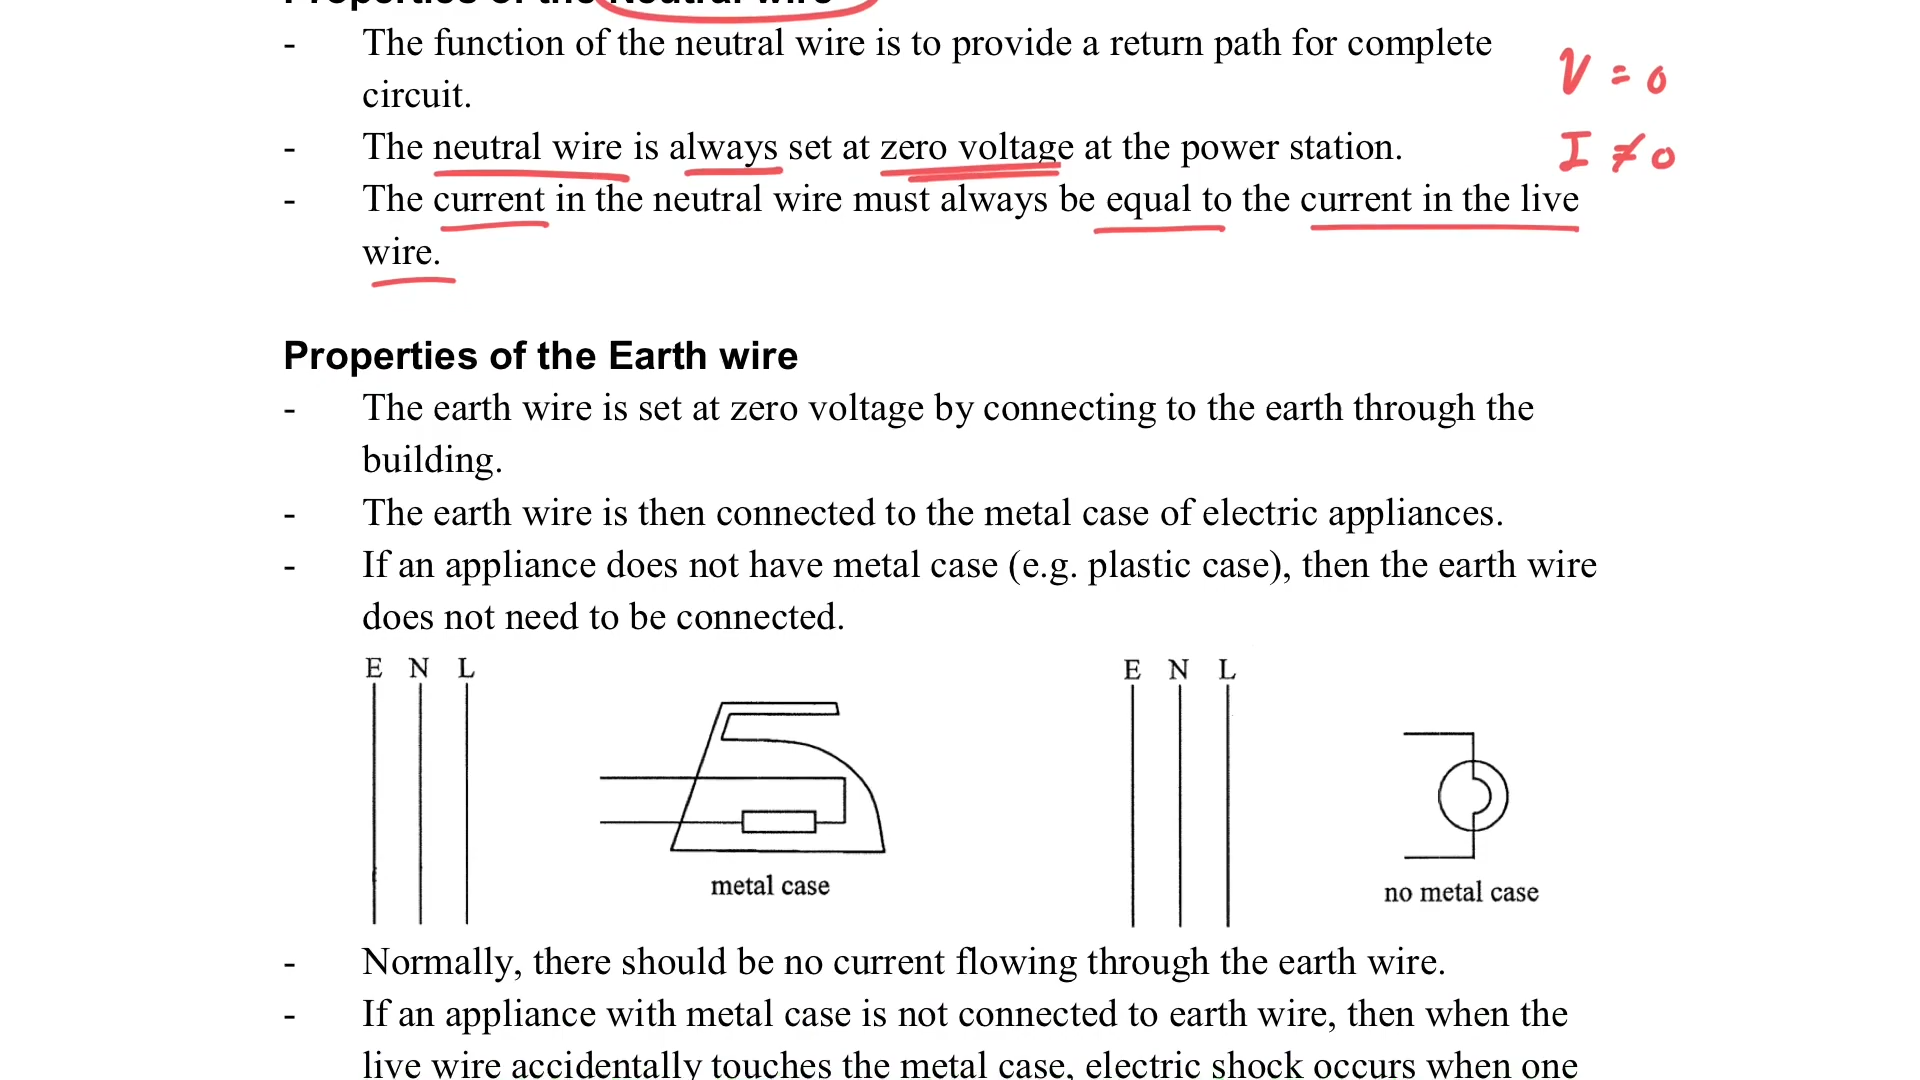 Properties of the Neutral wire
- The function of the neutral wire is to provide a return path for complete
circuit.
V = 0
- The neutral wire is always set at zero voltage at the power station.
I ≠ 0
- The current in the neutral wire must always be equal to the current in the live
wire.
Properties of the Earth wire
- The earth wire is set at zero voltage by connecting to the earth through the
building.
- The earth wire is then connected to the metal case of electric appliances.
- If an appliance does not have metal case (e.g. plastic case), then the earth wire
does not need to be connected.
E N L
E N L
metal case
no metal case
- Normally, there should be no current flowing through the earth wire.
- If an appliance with metal case is not connected to earth wire, then when the
live wire accidentally touches the metal case, electric shock occurs when one